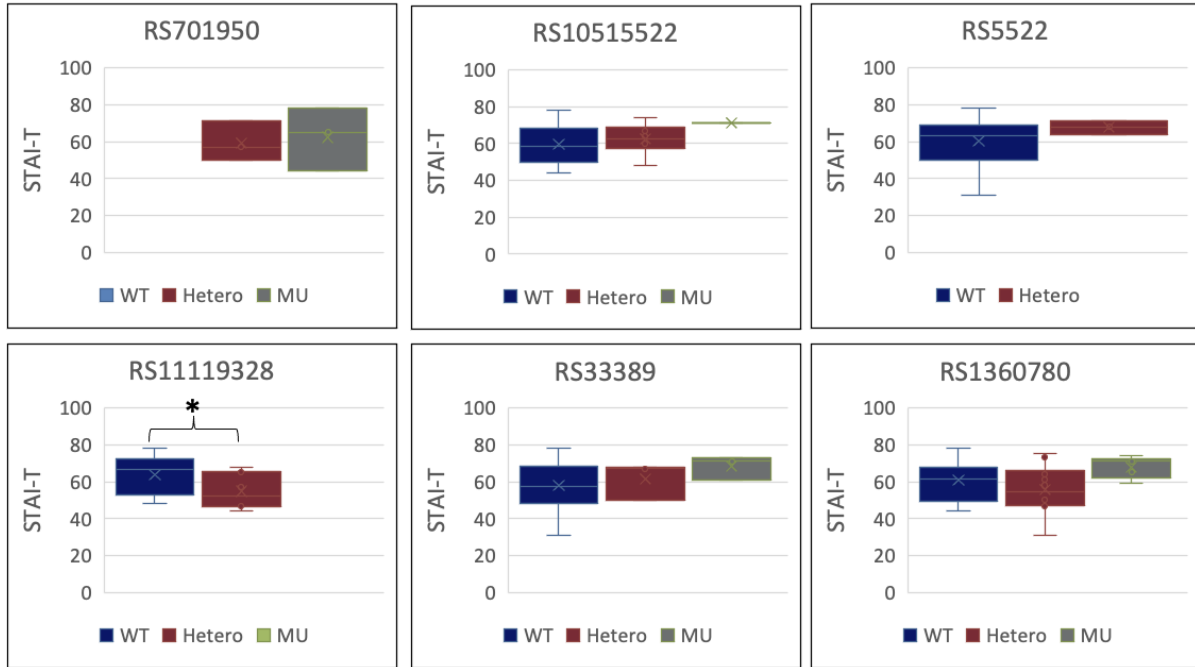 RS701950
100
80
60
40
20
0
STAI-T
WT Hetero MU
RS10515522
100
80
60
40
20
0
STAI-T
WT Hetero MU
RS5522
100
80
60
40
20
0
STAI-T
WT Hetero
RS11119328
*
100
80
60
40
20
0
STAI-T
WT Hetero MU
RS33389
100
80
60
40
20
0
STAI-T
WT Hetero MU
RS1360780
100
80
60
40
20
0
STAI-T
WT Hetero MU